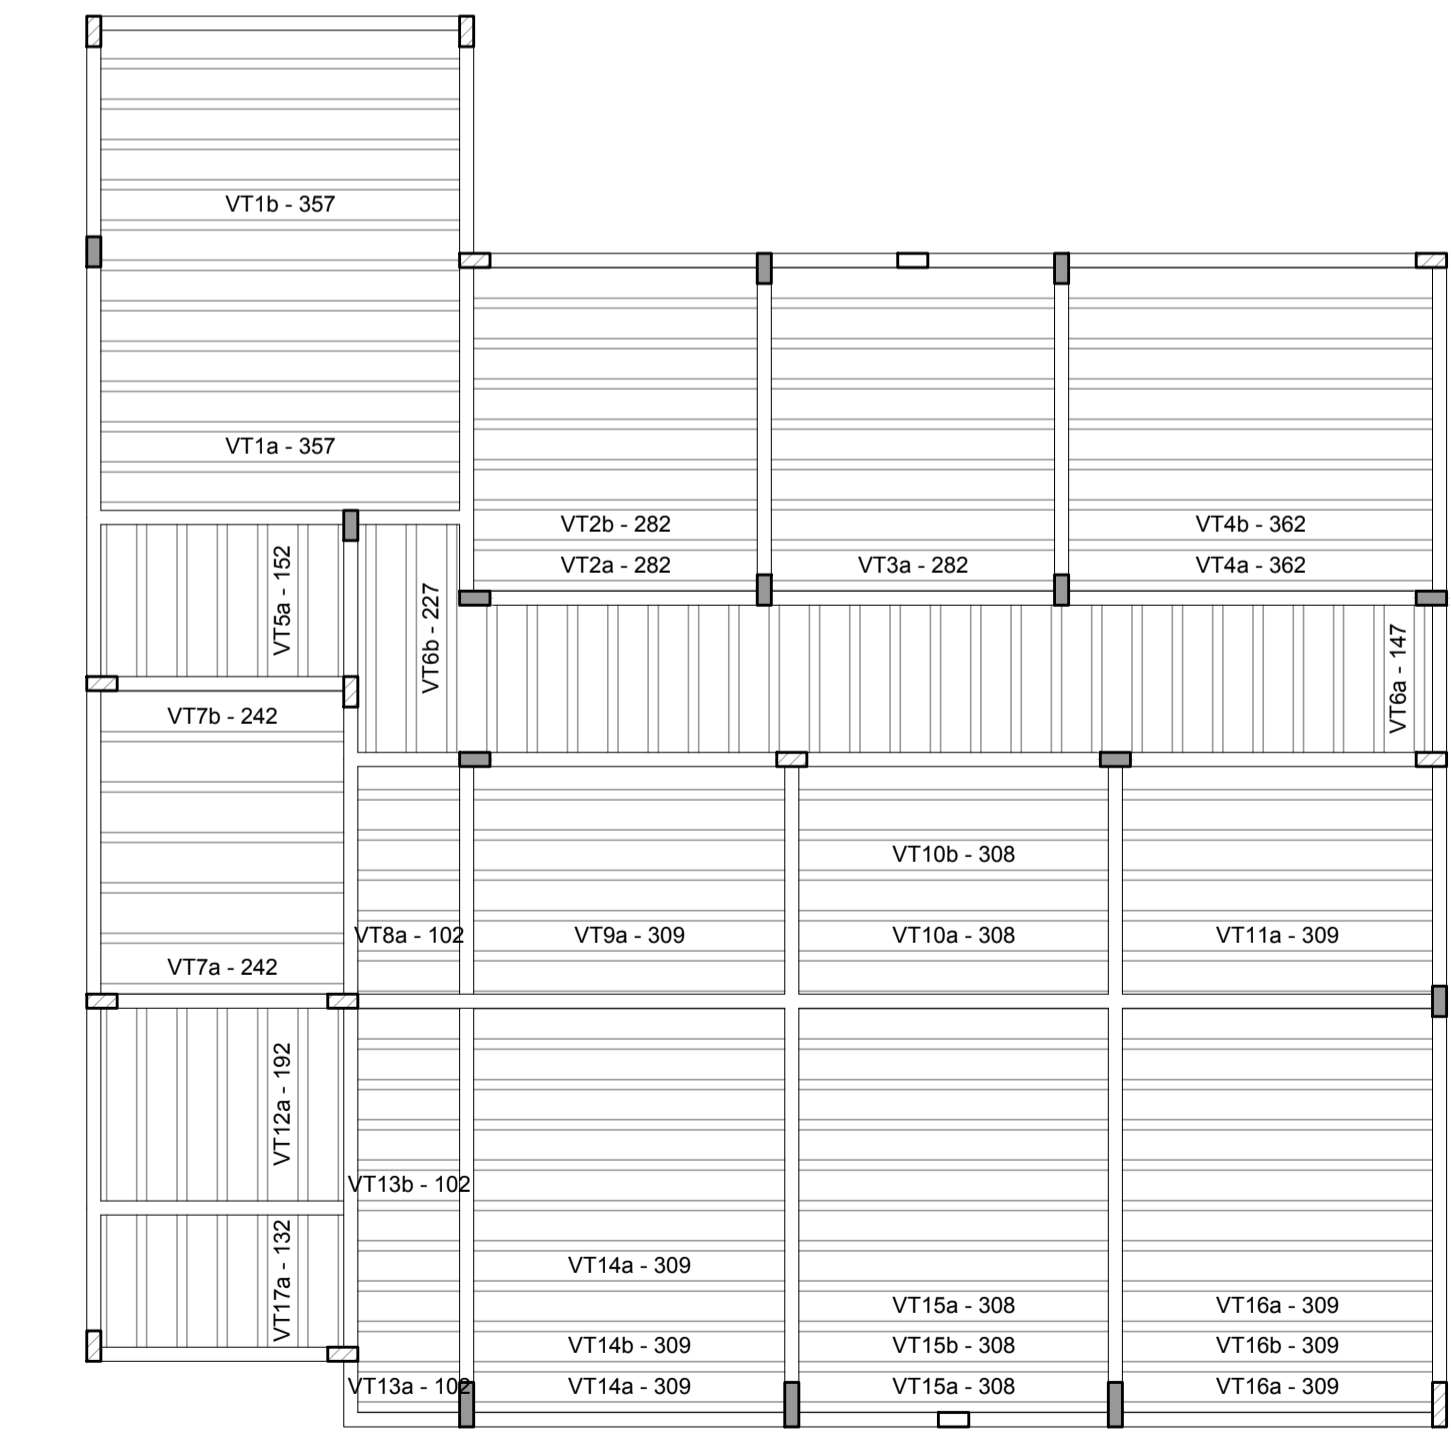 VT1b - 357
VT1a - 357
VT2b - 282
VT4b - 362
VT2a - 282
VT3a - 282
VT4a - 362
VT5a - 152
VT6b - 227
VT6a - 147
VT7b - 242
VT10b - 308
VT8a - 102
VT9a - 309
VT10a - 308
VT11a - 309
VT7a - 242
VT12a - 192
VT13b - 102
VT14a - 309
VT17a - 132
VT15a - 308
VT16a - 309
VT14b - 309
VT15b - 308
VT16b - 309
VT13a - 102
VT14a - 309
VT15a - 308
VT16a - 309